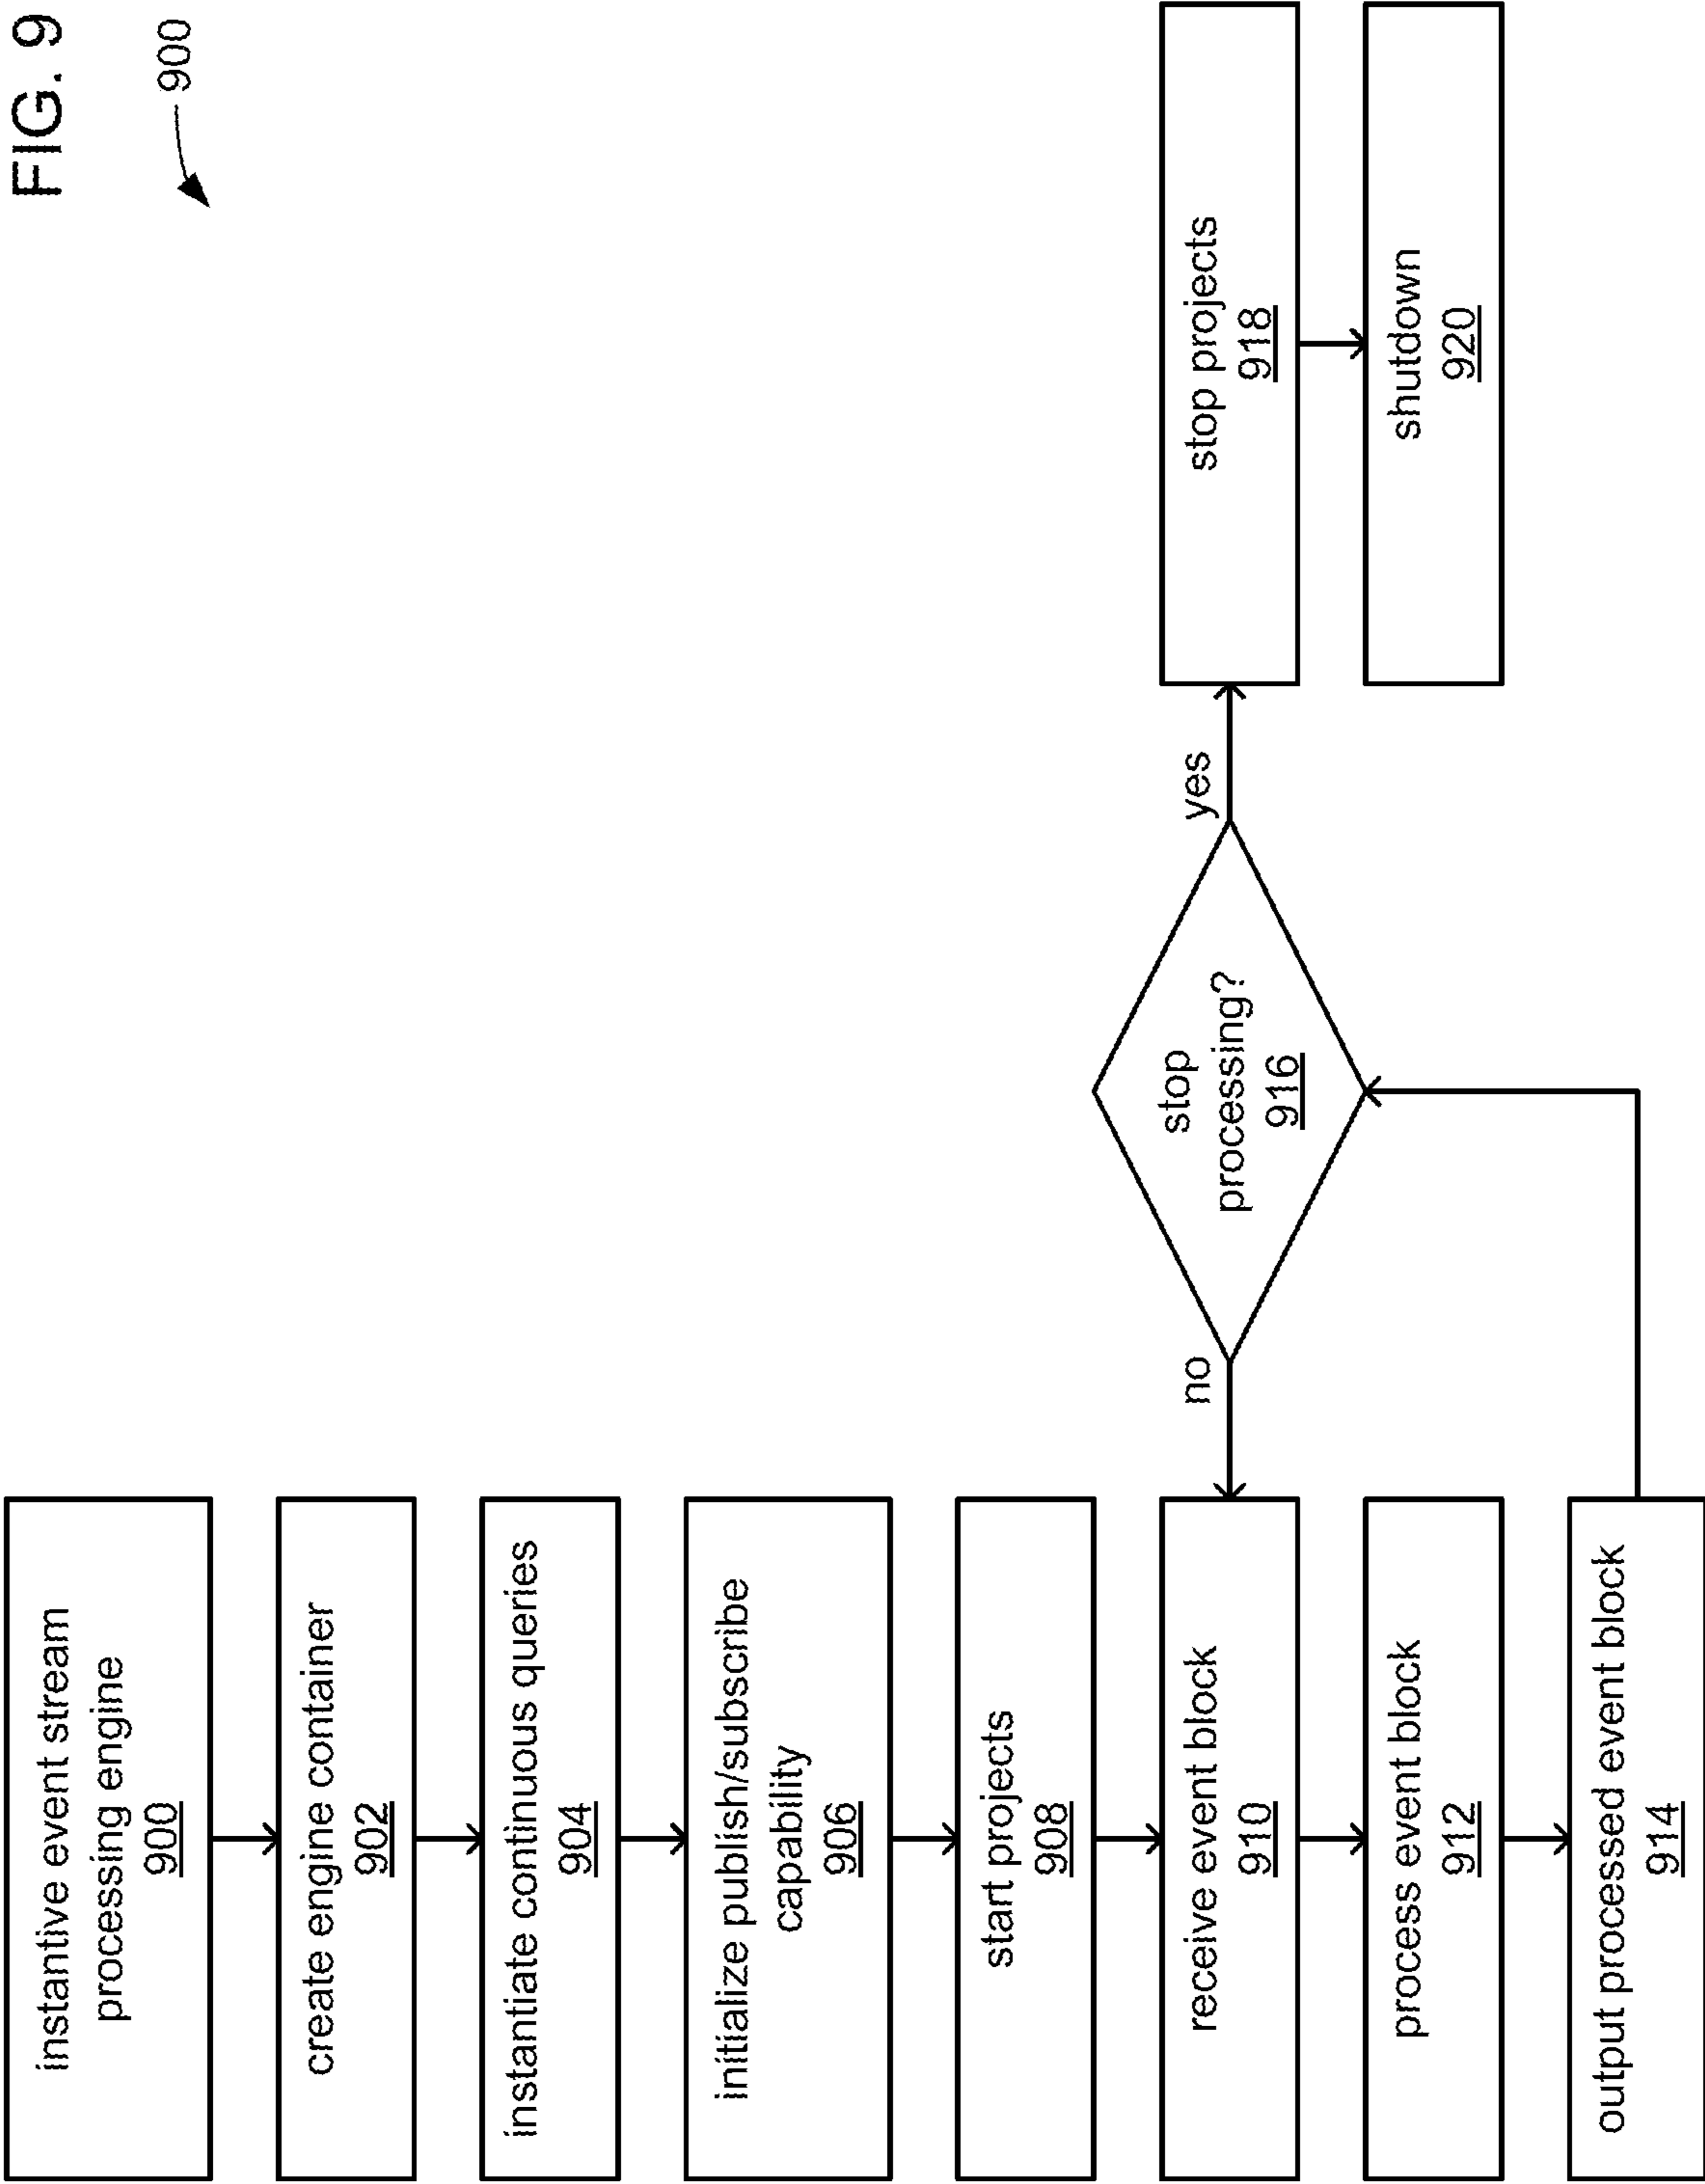 FIG. 9
900
instantive event stream
processing engine
900
create engine container
902
instantiate continuous queries
904
initialize publish/subscribe
capability
906
start projects
908
receive event block
910
process event block
912
output processed event block
914
no
stop
processing?
916
yes
stop projects
918
shutdown
920